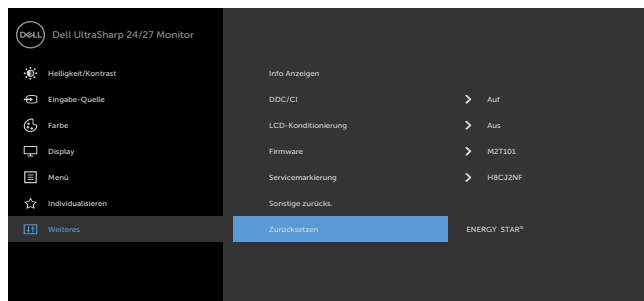 DELL Dell UltraSharp 24/27 Monitor
Helligkeit/Kontrast Info Anzeigen
Eingabe-Quelle DDC/CI Auf
Farbe LCD-Konditionierung Aus
Display Firmware M2T101
Menü Servicemarkierung H8CJ2NF
Individualisieren Sonstige zurücks.
Weiteres Zurücksetzen ENERGY STAR®